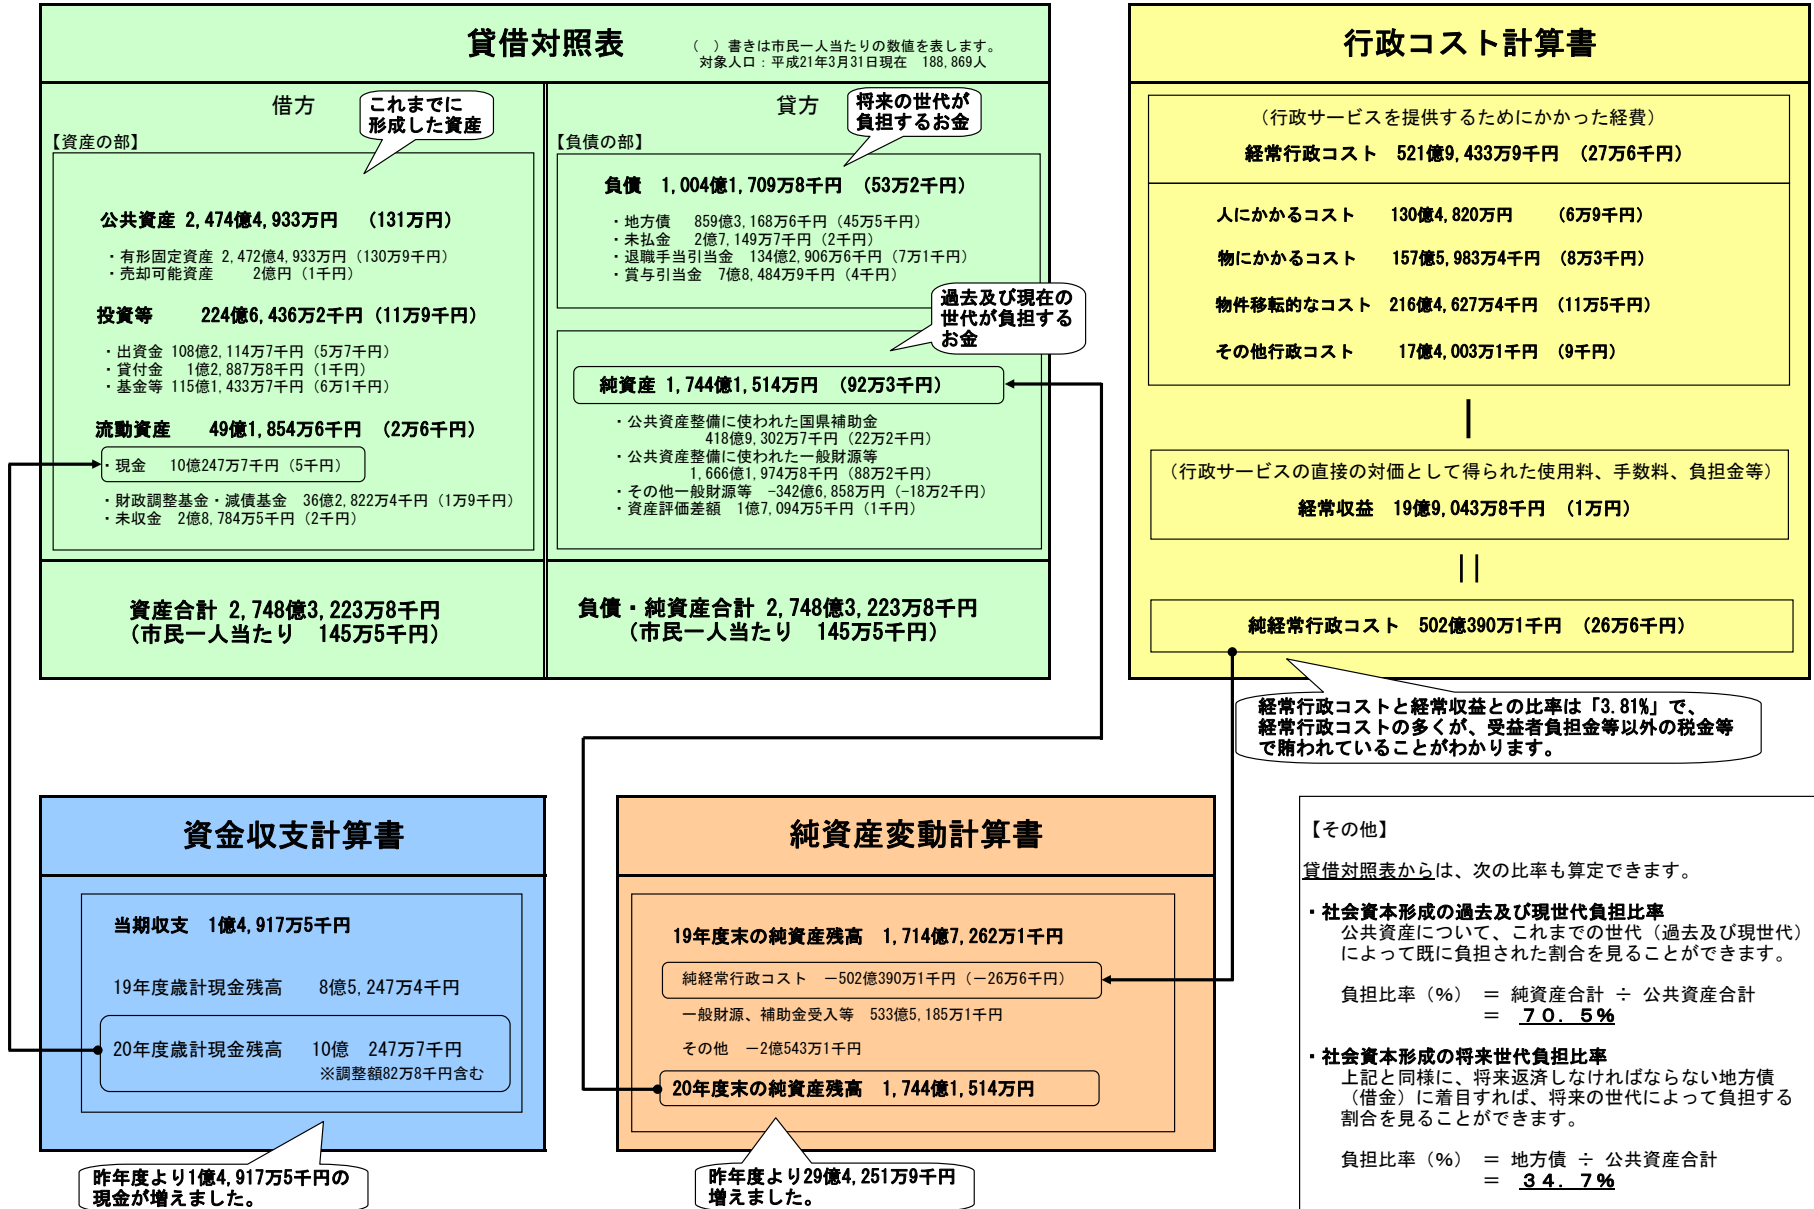 貸借対照表
（　）書きは市民一人当たりの数値を表します。
対象人口：平成21年3月31日現在　188,869人
借方
これまでに
形成した資産
【資産の部】
公共資産 2,474億4,933万円　（131万円）
・有形固定資産 2,472億4,933万円（130万9千円）
・売却可能資産　　2億円（1千円）
投資等　　224億6,436万2千円（11万9千円）
・出資金 108億2,114万7千円（5万7千円）
・貸付金　1億2,887万8千円（1千円）
・基金等 115億1,433万7千円（6万1千円）
流動資産　　49億1,854万6千円　（2万6千円）
・現金　10億247万7千円（5千円）
・財政調整基金・減債基金　36億2,822万4千円（1万9千円）
・未収金　2億8,784万5千円（2千円）
資産合計 2,748億3,223万8千円
（市民一人当たり　145万5千円）
貸方
将来の世代が
負担するお金
【負債の部】
負債　1,004億1,709万8千円　（53万2千円）
・地方債　859億3,168万6千円（45万5千円）
・未払金　2億7,149万7千円（2千円）
・退職手当引当金　134億2,906万6千円（7万1千円）
・賞与引当金　7億8,484万9千円（4千円）
過去及び現在の
世代が負担する
お金
純資産 1,744億1,514万円　（92万3千円）
・公共資産整備に使われた国県補助金
418億9,302万7千円（22万2千円）
・公共資産整備に使われた一般財源等
1,666億1,974万8千円（88万2千円）
・その他一般財源等　-342億6,858万円（-18万2千円）
・資産評価差額　1億7,094万5千円（1千円）
負債・純資産合計 2,748億3,223万8千円
（市民一人当たり　145万5千円）
行政コスト計算書
（行政サービスを提供するためにかかった経費）
経常行政コスト　521億9,433万9千円　（27万6千円）
人にかかるコスト　130億4,820万円　（6万9千円）
物にかかるコスト　157億5,983万4千円　（8万3千円）
物件移転的なコスト　216億4,627万4千円　（11万5千円）
その他行政コスト　17億4,003万1千円　（9千円）
（行政サービスの直接の対価として得られた使用料、手数料、負担金等）
経常収益　19億9,043万8千円　（1万円）
純経常行政コスト　502億390万1千円　（26万6千円）
経常行政コストと経常収益との比率は「3.81%」で、
経常行政コストの多くが、受益者負担金等以外の税金等
で賄われていることがわかります。
資金収支計算書
当期収支　1億4,917万5千円
19年度歳計現金残高　8億5,247万4千円
20年度歳計現金残高　10億　247万7千円
※調整額82万8千円含む
昨年度より1億4,917万5千円の
現金が増えました。
純資産変動計算書
19年度末の純資産残高　1,714億7,262万1千円
純経常行政コスト　－502億390万1千円（－26万6千円）
一般財源、補助金受入等　533億5,185万1千円
その他　－2億543万1千円
20年度末の純資産残高　1,744億1,514万円
昨年度より29億4,251万9千円
増えました。
【その他】
貸借対照表からは、次の比率も算定できます。
・社会資本形成の過去及び現世代負担比率
公共資産について、これまでの世代（過去及び現世代）
によって既に負担された割合を見ることができます。
負担比率（%）　＝ 純資産合計 ÷ 公共資産合計
＝　７０．５%
・社会資本形成の将来世代負担比率
上記と同様に、将来返済しなければならない地方債
（借金）に着目すれば、将来の世代によって負担する
割合を見ることができます。
負担比率（%）　＝ 地方債 ÷ 公共資産合計
＝　３４．７%